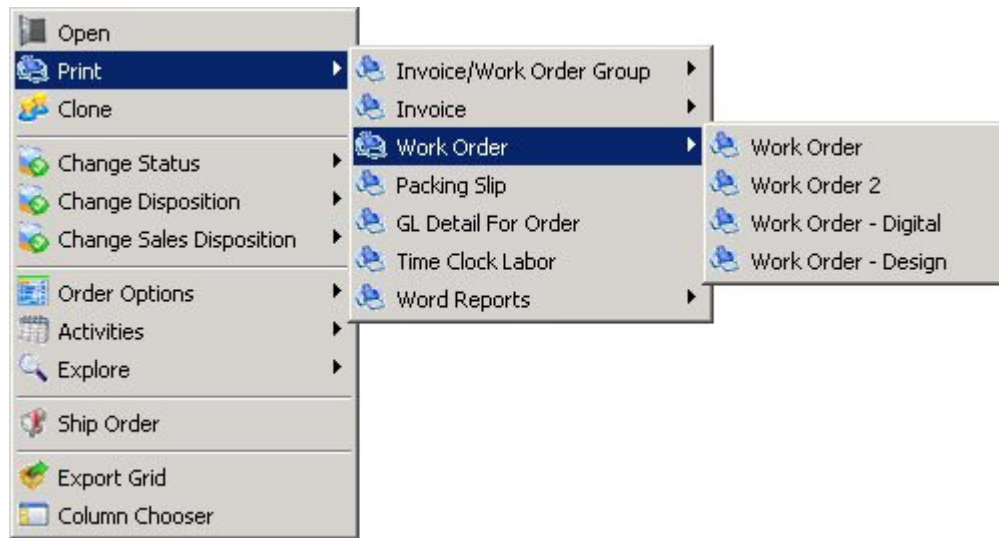 Open
Print
Clone
Change Status
Change Disposition
Change Sales Disposition
Order Options
Activities
Explore
Ship Order
Export Grid
Column Chooser
Invoice/Work Order Group
Invoice
Work Order
Packing Slip
GL Detail For Order
Time Clock Labor
Word Reports
Work Order
Work Order 2
Work Order - Digital
Work Order - Design